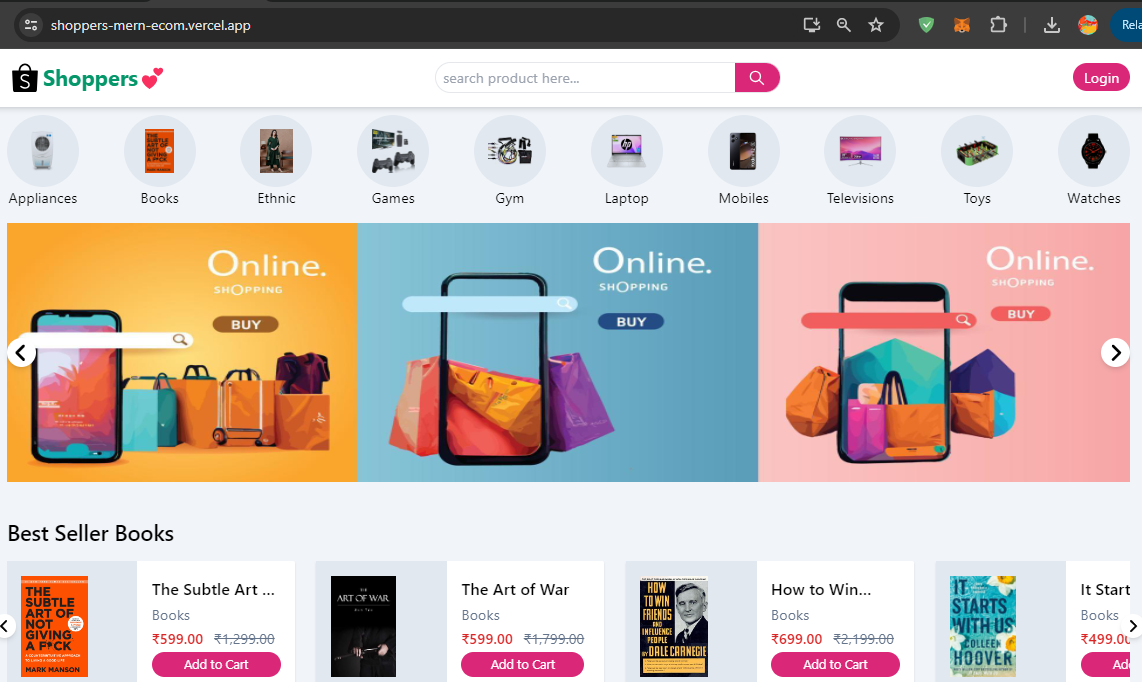 shoppers-mern-ecom.vercel.app
Rela
S
Shoppers
search product here...
Login
Appliances
Books
Ethnic
Games
Gym
Laptop
Mobiles
Televisions
Toys
Watches
Online.
SHOPPING
BUY
Online.
SHOPPING
BUY
Online.
SHOPPING
BUY
Best Seller Books
THE
SUBTLE
ART OF
NOT
GIVING
A F*CK
MARK MANSON
The Subtle Art ...
Books
₹599.00 ₹1,299.00
Add to Cart
THE
ART OF WAR
The Art of War
Books
₹599.00 ₹1,799.00
Add to Cart
HOW TO
WIN
FRIENDS
AND
INFLUENCE
PEOPLE
BY DALE CARNEGIE
How to Win...
Books
₹699.00 ₹2,199.00
Add to Cart
IT
STARTS
WITH US
COLLEEN
HOOVER
It Start
Books
₹499.00
Add